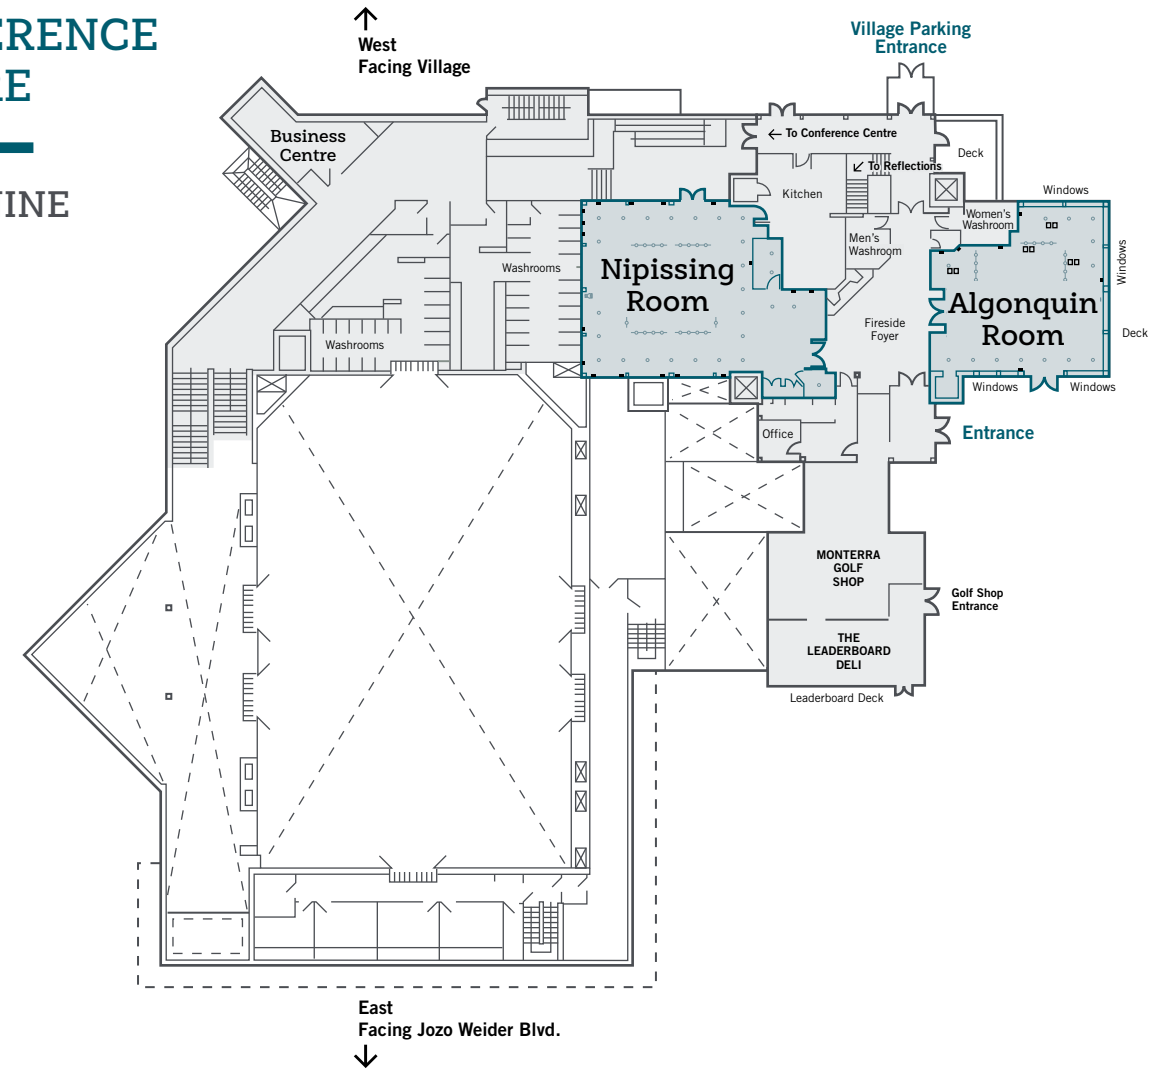 West
Facing Village
Village Parking
Entrance
Business
Centre
← To Conference Centre
↙ To Reflections
Deck
Kitchen
Windows
Women's
Washroom
Men's
Washroom
Windows
Washrooms
Nipissing
Room
Algonquin
Room
Fireside
Foyer
Deck
Washrooms
Windows
Windows
Office
Entrance
MONTERRA
GOLF
SHOP
Golf Shop
Entrance
THE
LEADERBOARD
DELI
Leaderboard Deck
East
Facing Jozo Weider Blvd.